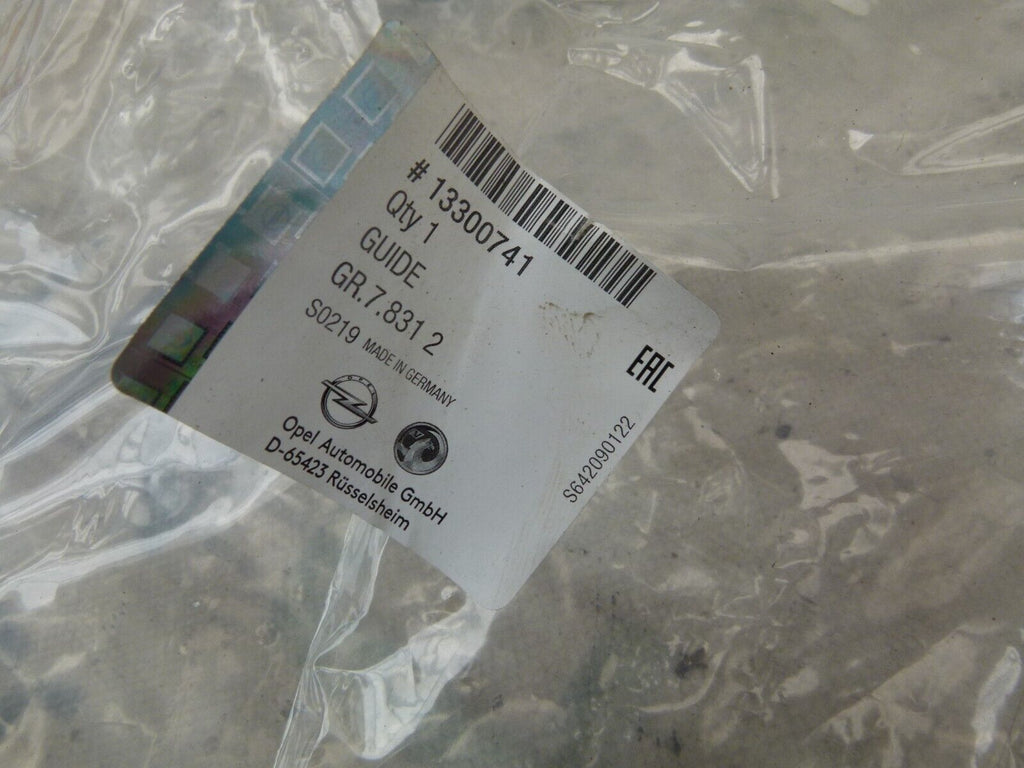 # 13300741
Qty 1
GUIDE
GR.7.831 2
S0219 MADE IN GERMANY
OPEL
Opel Automobile GmbH
D-65423 Rüsselsheim
EAC
S642090122